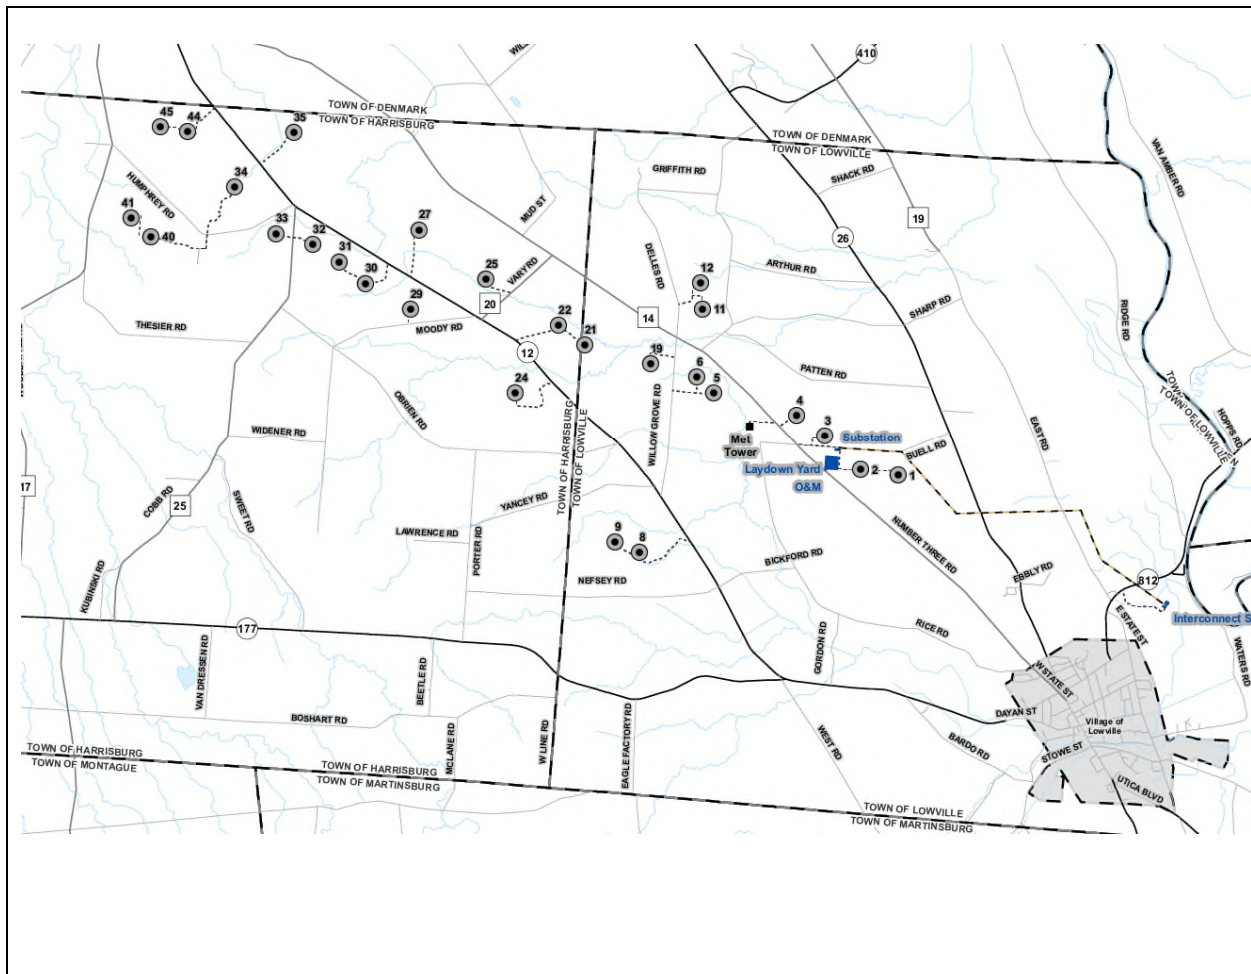 410
TOWN OF DENMARK
TOWN OF HARRISBURG
45
44
35
TOWN OF DENMARK
TOWN OF LOWVILLE
VAN AMBER RD
GRIFFITH RD
SHACK RD
HUMPHREY RD
34
27
MUD ST
19
41
40
33
32
31
30
26
25
VARY RD
DELLES RD
12
11
ARTHUR RD
20
29
22
21
14
SHARP RD
RIDGE RD
THESIER RD
MOODY RD
12
19
6
5
PATTEN RD
24
OBRIEN RD
WILLOW GROVE RD
4
3
TOWN OF LOWVILLE
HOPPS RD
WIDENER RD
TOWN OF HARRISBURG
TOWN OF LOWVILLE
Met
Tower
Substation
BUELL RD
EAST RD
Laydown Yard
O&M
2
1
17
COBB RD
25
SWEET RD
YANCEY RD
LAWRENCE RD
PORTER RD
9
8
NUMBER THREE RD
BICKFORD RD
NEFSEY RD
EBBLY RD
812
KUBINSKI RD
177
E STATE ST
Interconnect S
GORDON RD
RICE RD
VAN DRESSEN RD
BEETLE RD
W STATE ST
WATERS RD
BOSHART RD
MCLANE RD
W LINE RD
EAGLE FACTORY RD
WEST RD
DAYAN ST
Village of
Lowville
BARDO RD
STOWE ST
UTICA BLVD
TOWN OF HARRISBURG
TOWN OF MONTAGUE
TOWN OF HARRISBURG
TOWN OF MARTINSBURG
TOWN OF LOWVILLE
TOWN OF MARTINSBURG